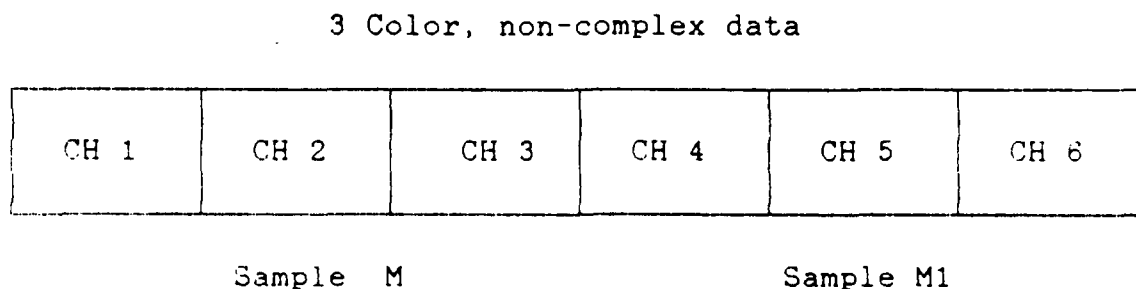 3 Color, non-complex data
CH 1 CH 2 CH 3 CH 4 CH 5 CH 6
Sample M Sample M1